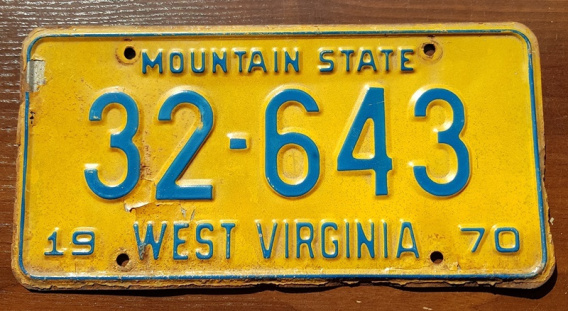 MOUNTAIN STATE
32-643
19 WEST VIRGINIA 70